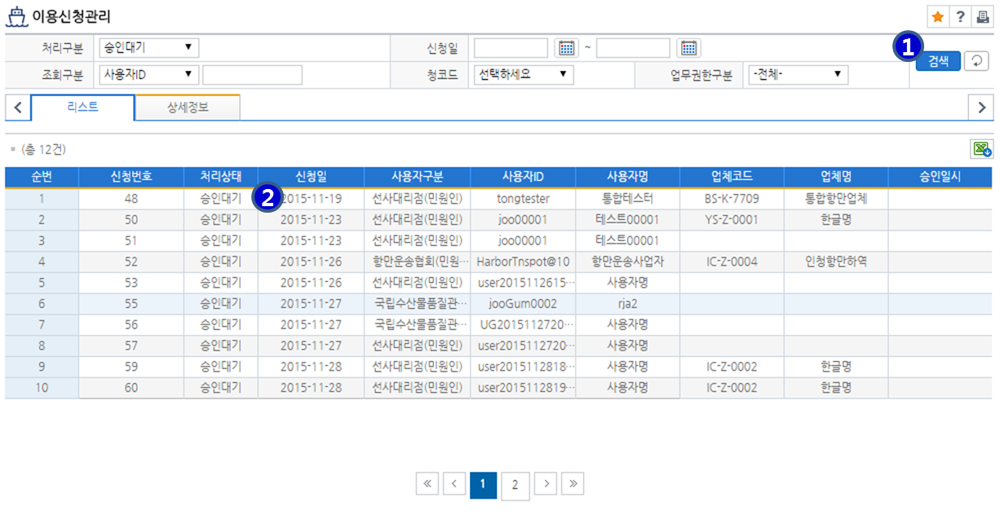 이용신청관리
?
처리구분 승인대기 ▼ 신청일 ~
1 검색
조회구분 사용자ID ▼ 청코드 선택하세요 ▼ 업무권한구분 -전체- ▼
< 리스트 상세정보 >
(총 12건)
순번 신청번호 처리상태 신청일 사용자구분 사용자ID 사용자명 업체코드 업체명 승인일시
1 48 승인대기 2 2015-11-19 선사대리점(민원인) tongtester 통합테스터 BS-K-7709 통합항만업체
2 50 승인대기 2015-11-23 선사대리점(민원인) joo00001 테스트00001 YS-Z-0001 한글명
3 51 승인대기 2015-11-23 선사대리점(민원인) joo00001 테스트00001
4 52 승인대기 2015-11-26 항만운송협회(민원… HarborTnspot@10 항만운송사업자 IC-Z-0004 인청항만하역
5 53 승인대기 2015-11-26 선사대리점(민원인) user2015112615… 사용자명
6 55 승인대기 2015-11-27 국립수산물품질관… jooGum0002 rja2
7 56 승인대기 2015-11-27 국립수산물품질관… UG2015112720… 사용자명
8 57 승인대기 2015-11-27 선사대리점(민원인) user2015112720… 사용자명
9 59 승인대기 2015-11-28 선사대리점(민원인) user2015112818… 사용자명 IC-Z-0002 한글명
10 60 승인대기 2015-11-28 선사대리점(민원인) user2015112819… 사용자명 IC-Z-0002 한글명
« < 1 2 > »